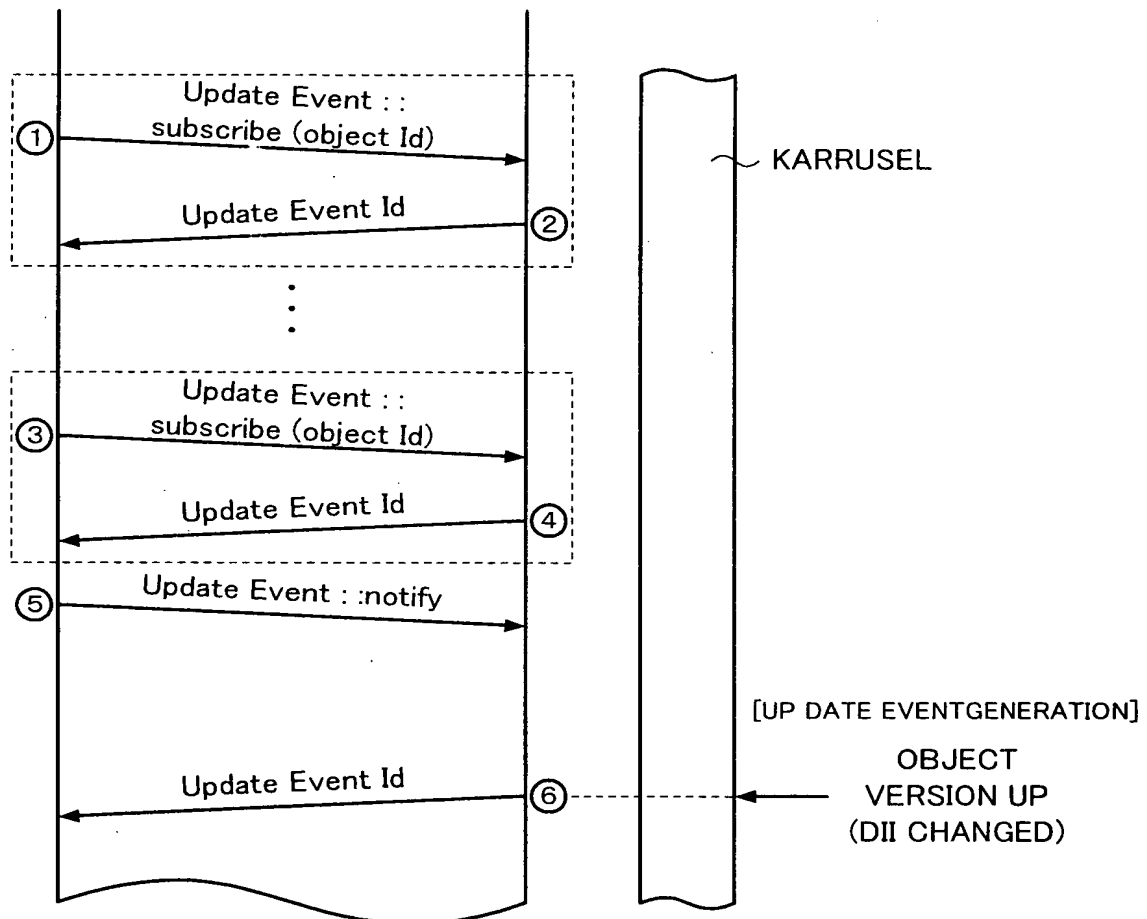 Update Event : :
① subscribe (object Id)
KARRUSEL
Update Event Id ②
Update Event : :
③ subscribe (object Id)
Update Event Id ④
⑤ Update Event : :notify
[UP DATE EVENTGENERATION]
Update Event Id ⑥
OBJECT
VERSION UP
(DII CHANGED)